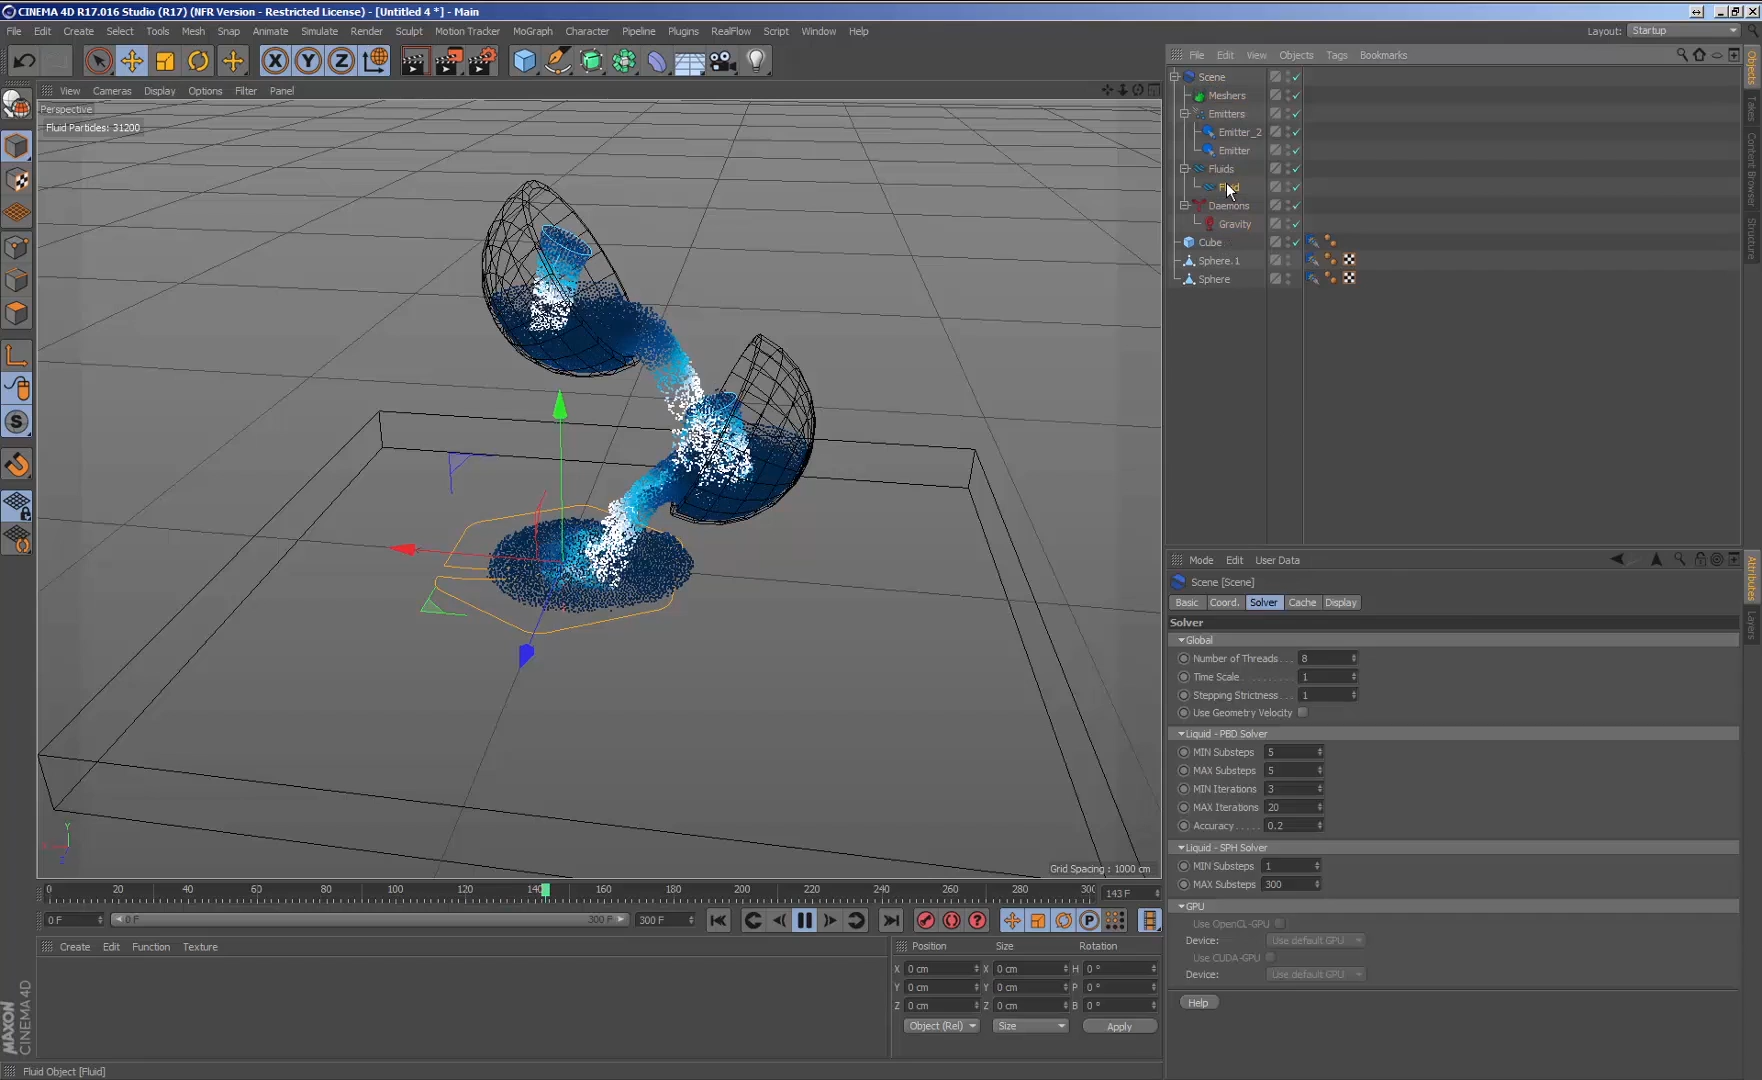 CINEMA 4D R17.016 Studio (R17) (NFR Version - Restricted License) - [Untitled 4 *] - Main
File Edit Create Select Tools Mesh Snap Animate Simulate Render Sculpt Motion Tracker MoGraph Character Pipeline Plugins RealFlow Script Window Help
Layout: Startup
File Edit View Objects Tags Bookmarks
View Cameras Display Options Filter Panel
Perspective
Fluid Particles: 31200
Scene
Meshers
Emitters
Emitter_2
Emitter
Fluids
Fluid
Daemons
Gravity
Cube
Sphere.1
Sphere
Objects
Takes
Content Browser
Structure
Mode Edit User Data
Scene [Scene]
Basic Coord. Solver Cache Display
Solver
Global
Number of Threads . . . 8
Time Scale . . . . . . . . . 1
Stepping Strictness . . . 1
Use Geometry Velocity
Liquid - PBD Solver
MIN Substeps 5
MAX Substeps 5
MIN Iterations 3
MAX Iterations 20
Accuracy . . . . . 0.2
Liquid - SPH Solver
MIN Substeps 1
MAX Substeps 300
GPU
Use OpenCL-GPU
Device: Use default GPU
Use CUDA-GPU
Device: Use default GPU
Help
Attributes
Layers
Y
Z
Grid Spacing : 1000 cm
0 20 40 60 80 100 120 140 160 180 200 220 240 260 280 300 143 F
0 F 0 F 300 F 300 F
Create Edit Function Texture
Position Size Rotation
X 0 cm X 0 cm H 0 °
Y 0 cm Y 0 cm P 0 °
Z 0 cm Z 0 cm B 0 °
Object (Rel) Size Apply
MAXON
CINEMA 4D
Fluid Object [Fluid]